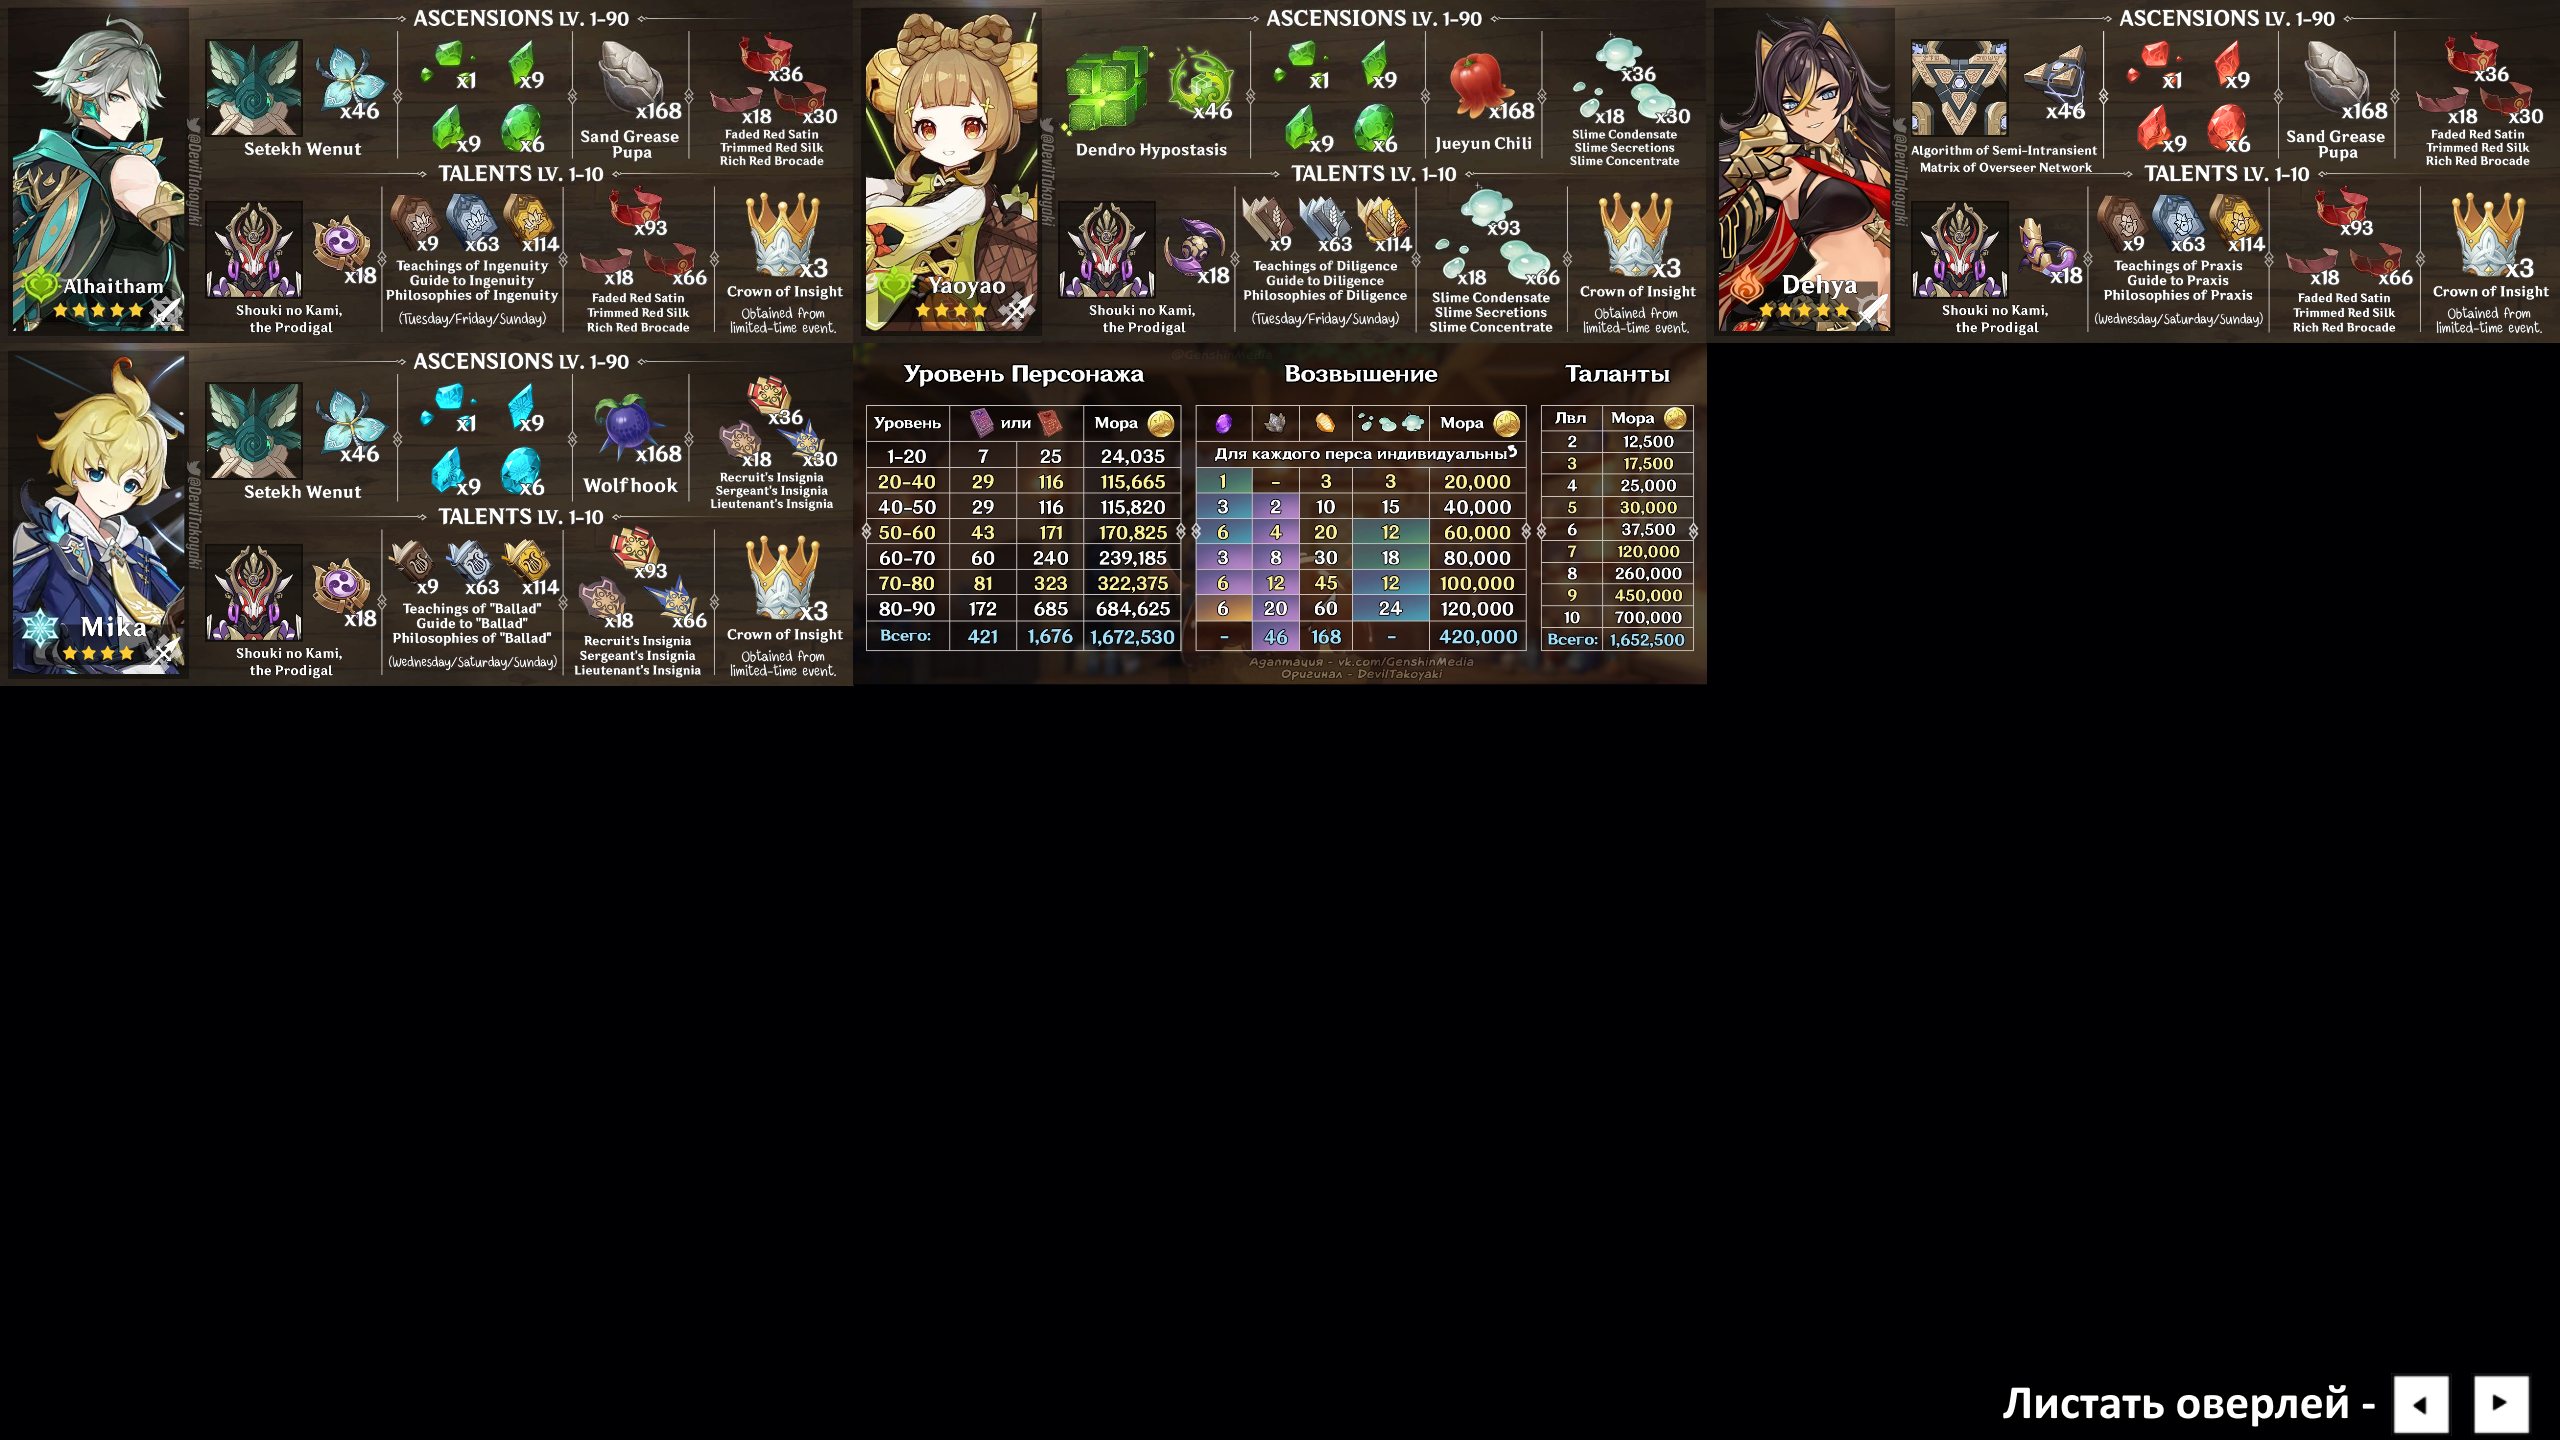 ASCENSIONS LV. 1-90
x46
Setekh Wenut
x1
x9
x9
x6
x168
Sand Grease
Pupa
x36
x18
x30
Faded Red Satin
Trimmed Red Silk
Rich Red Brocade
@DevilTakoyaki
TALENTS LV. 1-10
Alhaitham
Shouki no Kami,
the Prodigal
x18
x9
x63
x114
Teachings of Ingenuity
Guide to Ingenuity
Philosophies of Ingenuity
(Tuesday/Friday/Sunday)
x93
x18
x66
Faded Red Satin
Trimmed Red Silk
Rich Red Brocade
x3
Crown of Insight
Obtained from
limited-time event.
ASCENSIONS LV. 1-90
x46
Dendro Hypostasis
x1
x9
x9
x6
x168
Jueyun Chili
x36
x18
x30
Slime Condensate
Slime Secretions
Slime Concentrate
@DevilTakoyaki
TALENTS LV. 1-10
Yaoyao
Shouki no Kami,
the Prodigal
x18
x9
x63
x114
Teachings of Diligence
Guide to Diligence
Philosophies of Diligence
(Tuesday/Friday/Sunday)
x93
x18
x66
Slime Condensate
Slime Secretions
Slime Concentrate
x3
Crown of Insight
Obtained from
limited-time event.
ASCENSIONS LV. 1-90
x46
Algorithm of Semi-Intransient
Matrix of Overseer Network
x1
x9
x9
x6
x168
Sand Grease
Pupa
x36
x18
x30
Faded Red Satin
Trimmed Red Silk
Rich Red Brocade
@DevilTakoyaki
TALENTS LV. 1-10
Dehya
Shouki no Kami,
the Prodigal
x18
x9
x63
x114
Teachings of Praxis
Guide to Praxis
Philosophies of Praxis
(Wednesday/Saturday/Sunday)
x93
x18
x66
Faded Red Satin
Trimmed Red Silk
Rich Red Brocade
x3
Crown of Insight
Obtained from
limited-time event.
ASCENSIONS LV. 1-90
x46
Setekh Wenut
x1
x9
x9
x6
x168
Wolfhook
x36
x18
x30
Recruit's Insignia
Sergeant's Insignia
Lieutenant's Insignia
@DevilTakoyaki
TALENTS LV. 1-10
Mika
Shouki no Kami,
the Prodigal
x18
x9
x63
x114
Teachings of "Ballad"
Guide to "Ballad"
Philosophies of "Ballad"
(Wednesday/Saturday/Sunday)
x93
x18
x66
Recruit's Insignia
Sergeant's Insignia
Lieutenant's Insignia
x3
Crown of Insight
Obtained from
limited-time event.
@GenshinMedia
Уровень Персонажа
Уровень или Мора
1-20 7 25 24,035
20-40 29 116 115,665
40-50 29 116 115,820
50-60 43 171 170,825
60-70 60 240 239,185
70-80 81 323 322,375
80-90 172 685 684,625
Всего: 421 1,676 1,672,530
Возвышение
Мора
Для каждого перса индивидуальны
1 - 3 3 20,000
3 2 10 15 40,000
6 4 20 12 60,000
3 8 30 18 80,000
6 12 45 12 100,000
6 20 60 24 120,000
- 46 168 - 420,000
Таланты
Лвл Мора
2 12,500
3 17,500
4 25,000
5 30,000
6 37,500
7 120,000
8 260,000
9 450,000
10 700,000
Всего: 1,652,500
Адаптация - vk.com/GenshinMedia
Оригинал - DevilTakoyaki
Листать оверлей -